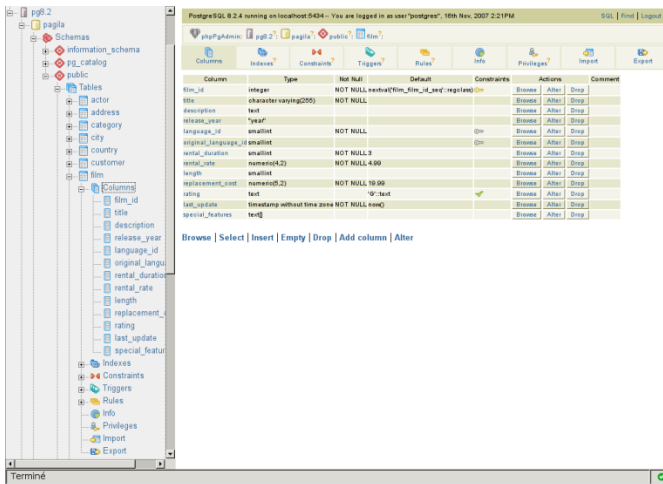 pg8.2
pagila
Schemas
information_schema
pg_catalog
public
Tables
actor
address
category
city
country
customer
film
Columns
film_id
title
description
release_year
language_id
original_langu
rental_duration
rental_rate
length
replacement_c
rating
last_update
special_featur
Indexes
Constraints
Triggers
Rules
Info
Privileges
Import
Export
Terminé
PostgreSQL 8.2.4 running on localhost:5434 -- You are logged in as user "postgres", 16th Nov, 2007 2:21PM SQL | Find | Logout
phpPgAdmin: pg8.2?: pagila?: public?: film?:
Columns Indexes? Constraints? Triggers? Rules? Info Privileges? Import Export
Column Type Not Null Default Constraints Actions Comment
film_id integer NOT NULL nextval('film_film_id_seq'::regclass) Browse Alter Drop
title character varying(255) NOT NULL Browse Alter Drop
description text Browse Alter Drop
release_year "year" Browse Alter Drop
language_id smallint NOT NULL Browse Alter Drop
original_language_id smallint Browse Alter Drop
rental_duration smallint NOT NULL 3 Browse Alter Drop
rental_rate numeric(4,2) NOT NULL 4.99 Browse Alter Drop
length smallint Browse Alter Drop
replacement_cost numeric(5,2) NOT NULL 19.99 Browse Alter Drop
rating text 'G'::text Browse Alter Drop
last_update timestamp without time zone NOT NULL now() Browse Alter Drop
special_features text[] Browse Alter Drop
Browse | Select | Insert | Empty | Drop | Add column | Alter